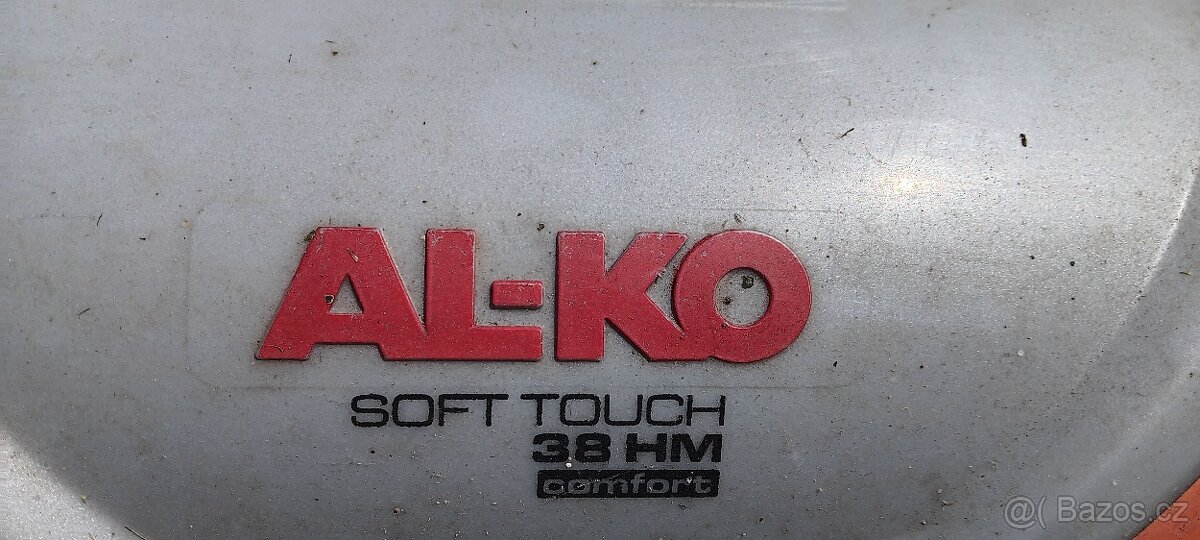 AL-KO
SOFT TOUCH
38 HM
comfort
@( Bazos.cz